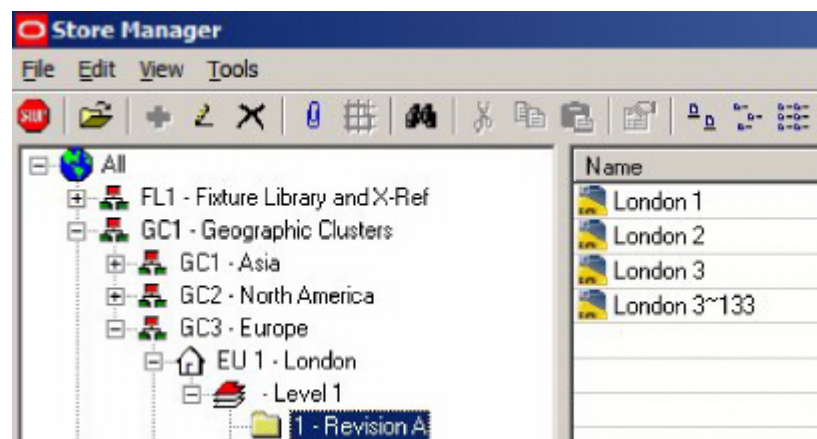 Store Manager
File Edit View Tools
STOP
All
FL1 - Fixture Library and X-Ref
GC1 - Geographic Clusters
GC1 - Asia
GC2 - North America
GC3 - Europe
EU 1 - London
- Level 1
1 - Revision A
Name
London 1
London 2
London 3
London 3~133